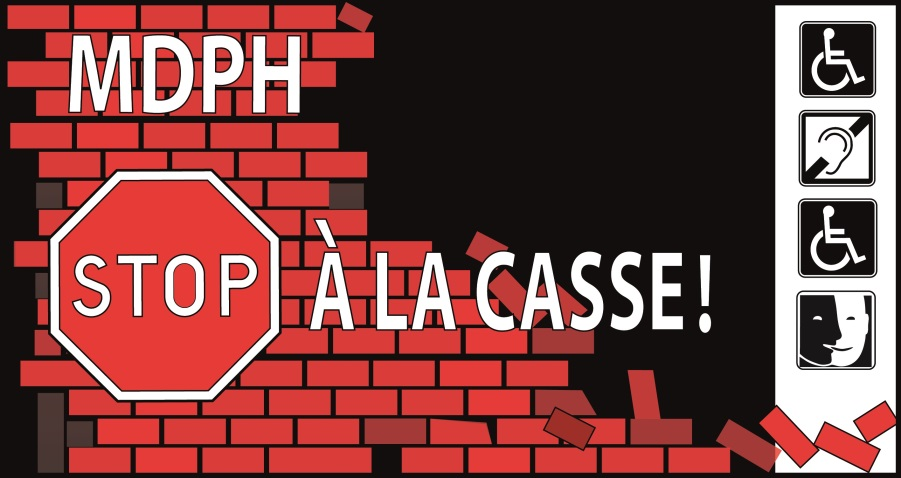 MDPH
STOP
À LA CASSE !